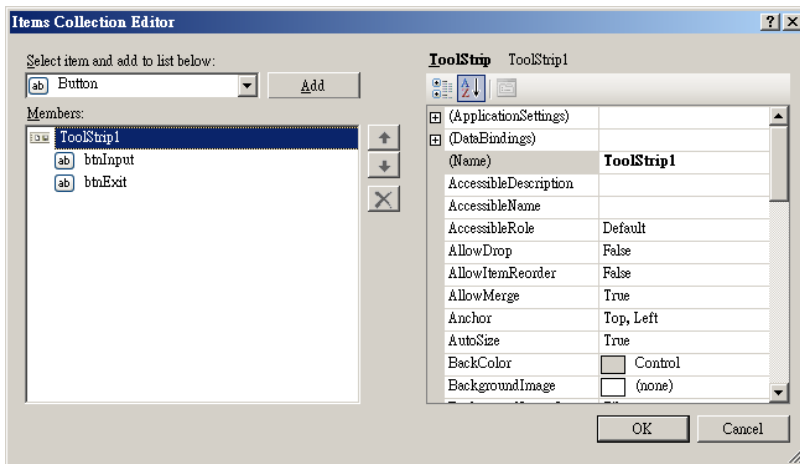 Items Collection Editor
Select item and add to list below:
Button
Add
Members:
ToolStrip1
btnInput
btnExit
ToolStrip ToolStrip1
(ApplicationSettings)
(DataBindings)
(Name) ToolStrip1
AccessibleDescription
AccessibleName
AccessibleRole Default
AllowDrop False
AllowItemReorder False
AllowMerge True
Anchor Top, Left
AutoSize True
BackColor Control
BackgroundImage (none)
OK Cancel